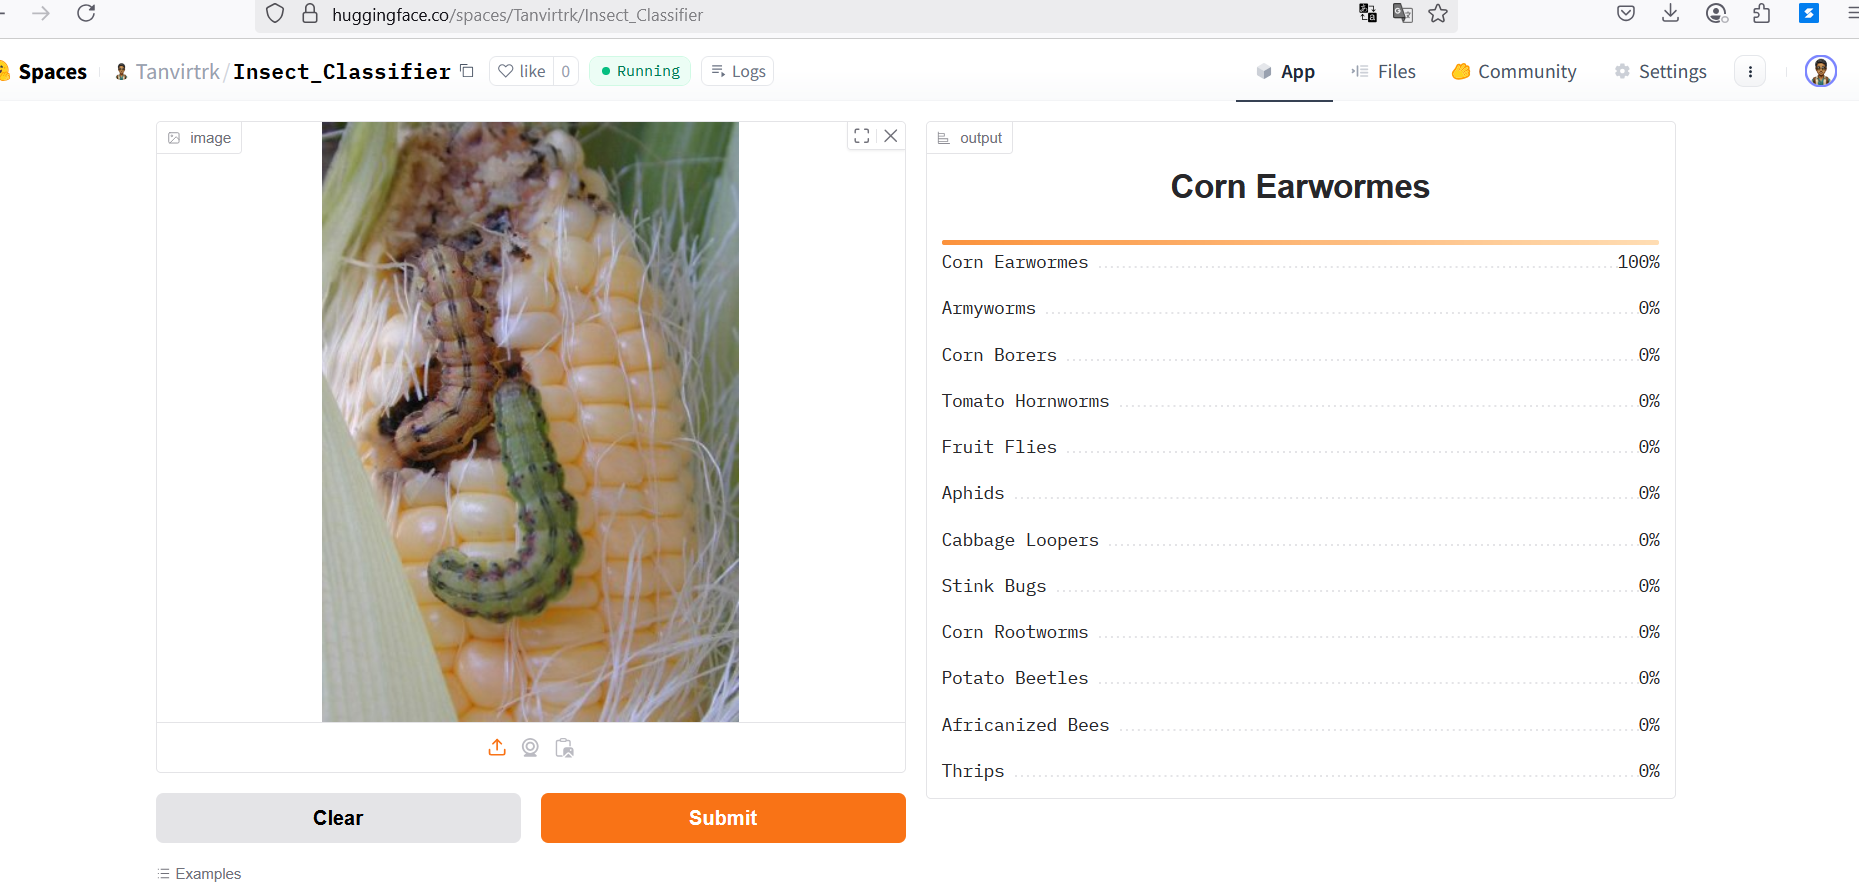 huggingface.co/spaces/Tanvirtrk/Insect_Classifier
Spaces
Tanvirtrk/Insect_Classifier
like 0
Running
Logs
App
Files
Community
Settings
image
output
Corn Earwormes
Corn Earwormes 100%
Armyworms 0%
Corn Borers 0%
Tomato Hornworms 0%
Fruit Flies 0%
Aphids 0%
Cabbage Loopers 0%
Stink Bugs 0%
Corn Rootworms 0%
Potato Beetles 0%
Africanized Bees 0%
Thrips 0%
Clear
Submit
Examples